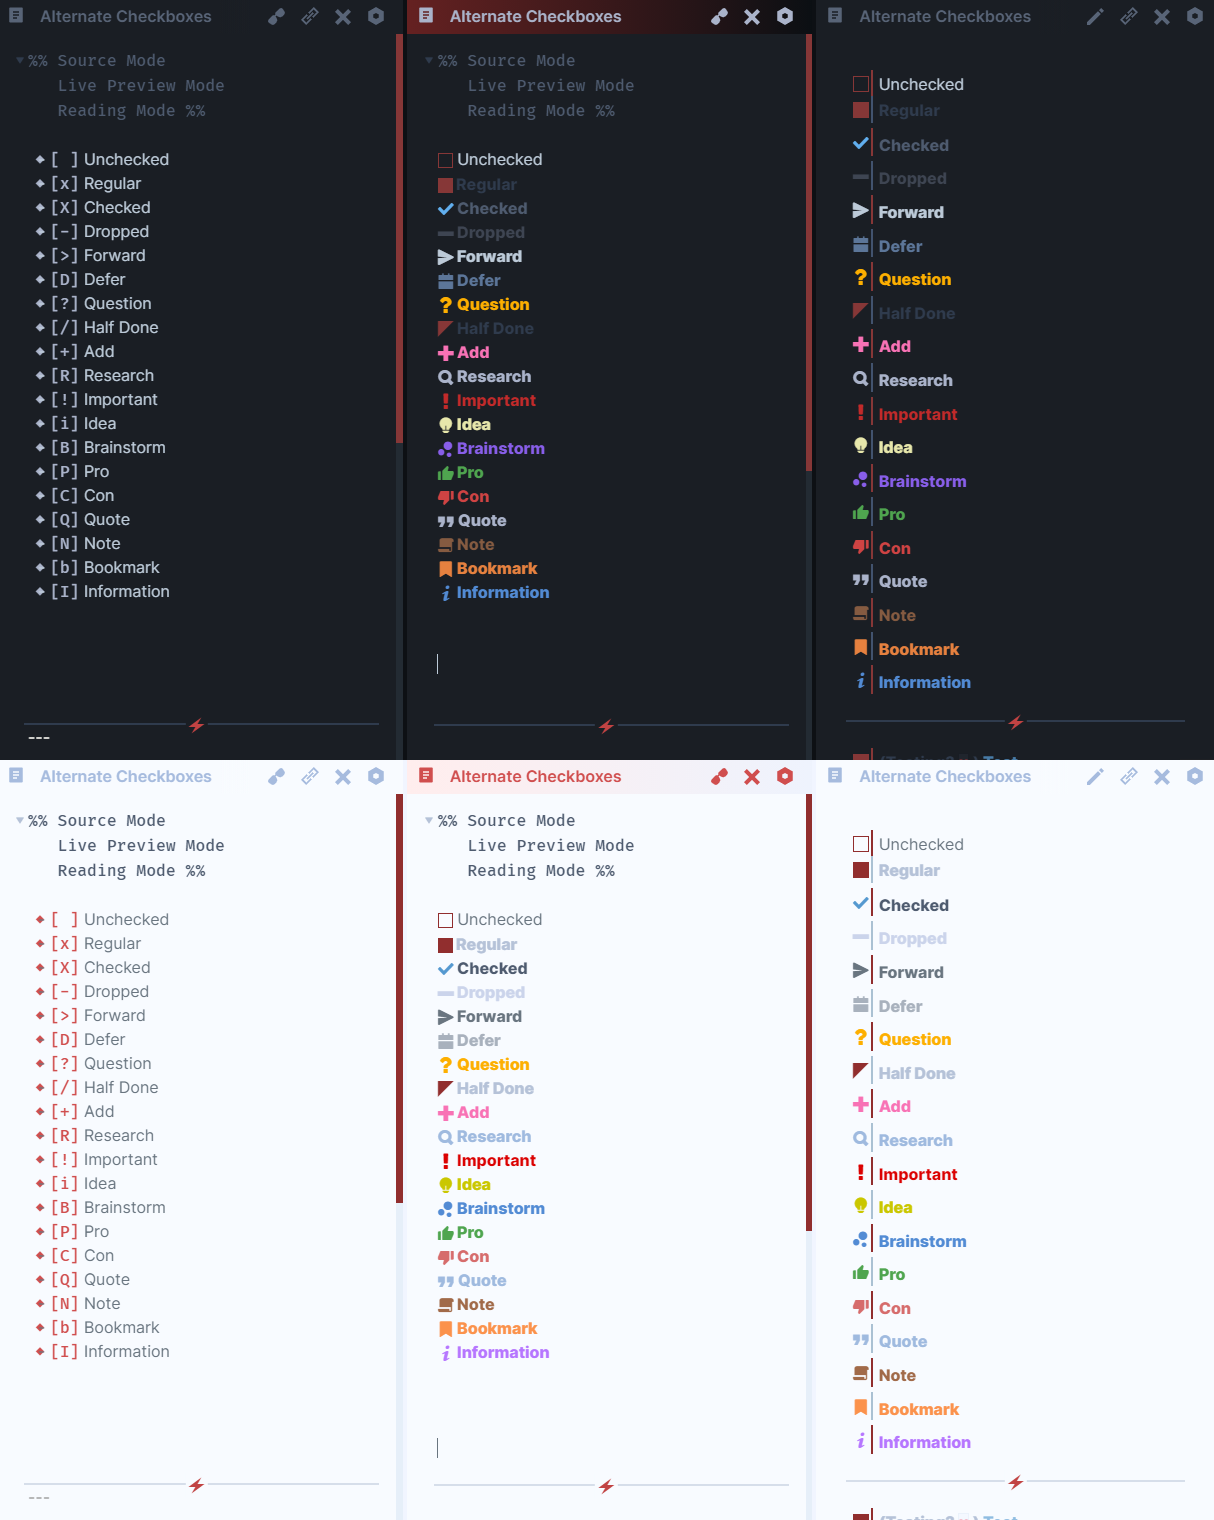 Alternate Checkboxes
%% Source Mode
Live Preview Mode
Reading Mode %%
[ ] Unchecked
[x] Regular
[X] Checked
[-] Dropped
[>] Forward
[D] Defer
[?] Question
[/] Half Done
[+] Add
[R] Research
[!] Important
[i] Idea
[B] Brainstorm
[P] Pro
[C] Con
[Q] Quote
[N] Note
[b] Bookmark
[I] Information
---
Alternate Checkboxes
%% Source Mode
Live Preview Mode
Reading Mode %%
Unchecked
Regular
Checked
Dropped
Forward
Defer
Question
Half Done
Add
Research
Important
Idea
Brainstorm
Pro
Con
Quote
Note
Bookmark
Information
Alternate Checkboxes
Unchecked
Regular
Checked
Dropped
Forward
Defer
Question
Half Done
Add
Research
Important
Idea
Brainstorm
Pro
Con
Quote
Note
Bookmark
Information
Alternate Checkboxes
%% Source Mode
Live Preview Mode
Reading Mode %%
[ ] Unchecked
[x] Regular
[X] Checked
[-] Dropped
[>] Forward
[D] Defer
[?] Question
[/] Half Done
[+] Add
[R] Research
[!] Important
[i] Idea
[B] Brainstorm
[P] Pro
[C] Con
[Q] Quote
[N] Note
[b] Bookmark
[I] Information
---
Alternate Checkboxes
%% Source Mode
Live Preview Mode
Reading Mode %%
Unchecked
Regular
Checked
Dropped
Forward
Defer
Question
Half Done
Add
Research
Important
Idea
Brainstorm
Pro
Con
Quote
Note
Bookmark
Information
Alternate Checkboxes
Unchecked
Regular
Checked
Dropped
Forward
Defer
Question
Half Done
Add
Research
Important
Idea
Brainstorm
Pro
Con
Quote
Note
Bookmark
Information